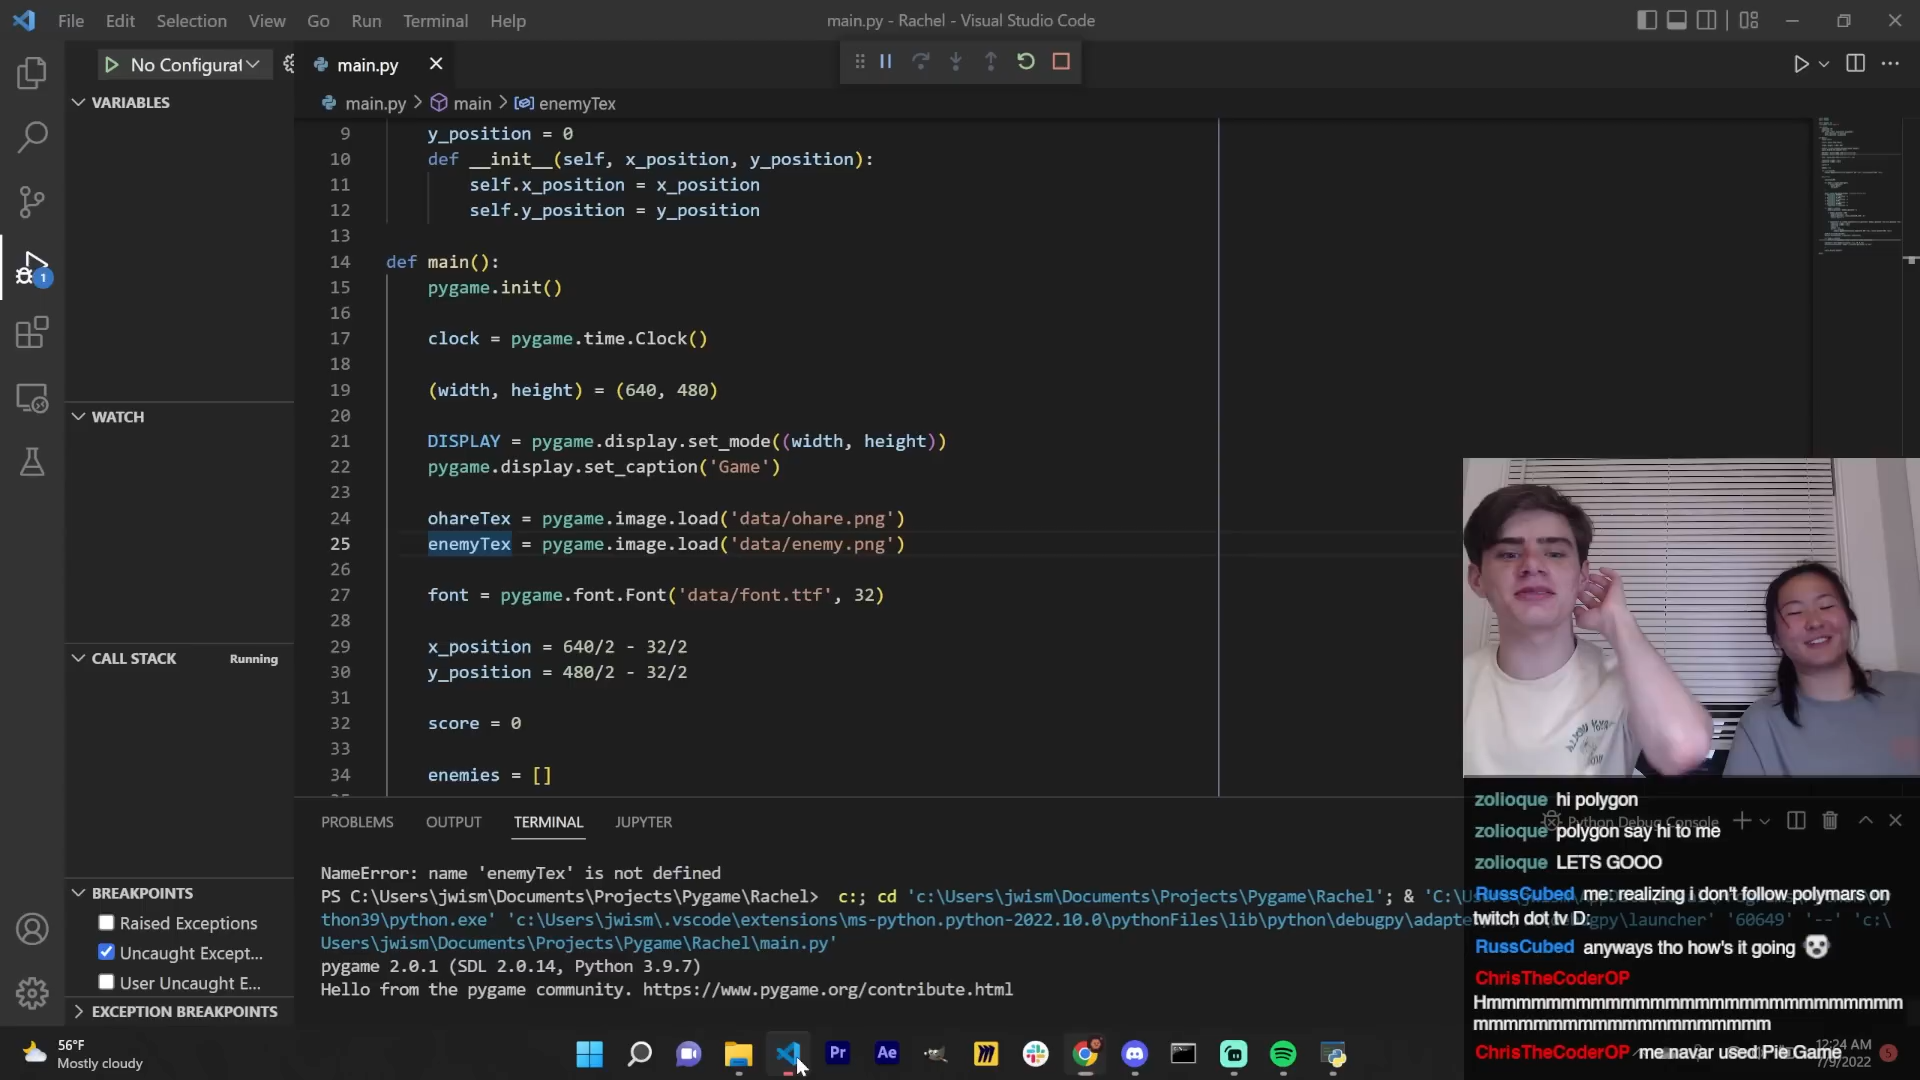 File Edit Selection View Go Run Terminal Help
main.py - Rachel - Visual Studio Code
No Configurat
main.py
VARIABLES
main.py > main > enemyTex
9 y_position = 0
10 def __init__(self, x_position, y_position):
11 self.x_position = x_position
12 self.y_position = y_position
13
14 def main():
15 pygame.init()
16
17 clock = pygame.time.Clock()
18
19 (width, height) = (640, 480)
20
21 DISPLAY = pygame.display.set_mode((width, height))
22 pygame.display.set_caption('Game')
23
24 ohareTex = pygame.image.load('data/ohare.png')
25 enemyTex = pygame.image.load('data/enemy.png')
26
27 font = pygame.font.Font('data/font.ttf', 32)
28
29 x_position = 640/2 - 32/2
30 y_position = 480/2 - 32/2
31
32 score = 0
33
34 enemies = []
1
WATCH
CALL STACK Running
BREAKPOINTS
Raised Exceptions
Uncaught Except...
User Uncaught E...
EXCEPTION BREAKPOINTS
PROBLEMS OUTPUT TERMINAL JUPYTER
Python Debug Console
NameError: name 'enemyTex' is not defined
PS C:\Users\jwism\Documents\Projects\Pygame\Rachel> c:; cd 'c:\Users\jwism\Documents\Projects\Pygame\Rachel'; & 'C:\
thon39\python.exe' 'c:\Users\jwism\.vscode\extensions\ms-python.python-2022.10.0\pythonFiles\lib\python\debugpy\adapte
\launcher' '60649' '--' 'c:\
Users\jwism\Documents\Projects\Pygame\Rachel\main.py'
pygame 2.0.1 (SDL 2.0.14, Python 3.9.7)
Hello from the pygame community. https://www.pygame.org/contribute.html
zolioque hi polygon
zolioque polygon say hi to me
zolioque LETS GOOO
RussCubed me: realizing i don't follow polymars on
twitch dot tv D:
RussCubed anyways tho how's it going
ChrisTheCoderOP
Hmmmmmmmmmmmmmmmmmmmmmmmmmmmm
mmmmmmmmmmmmmmmmmmmm
ChrisTheCoderOP me navar used Pie Game
56°F
Mostly cloudy
Pr
Ae
12:24 AM
7/9/2022
5